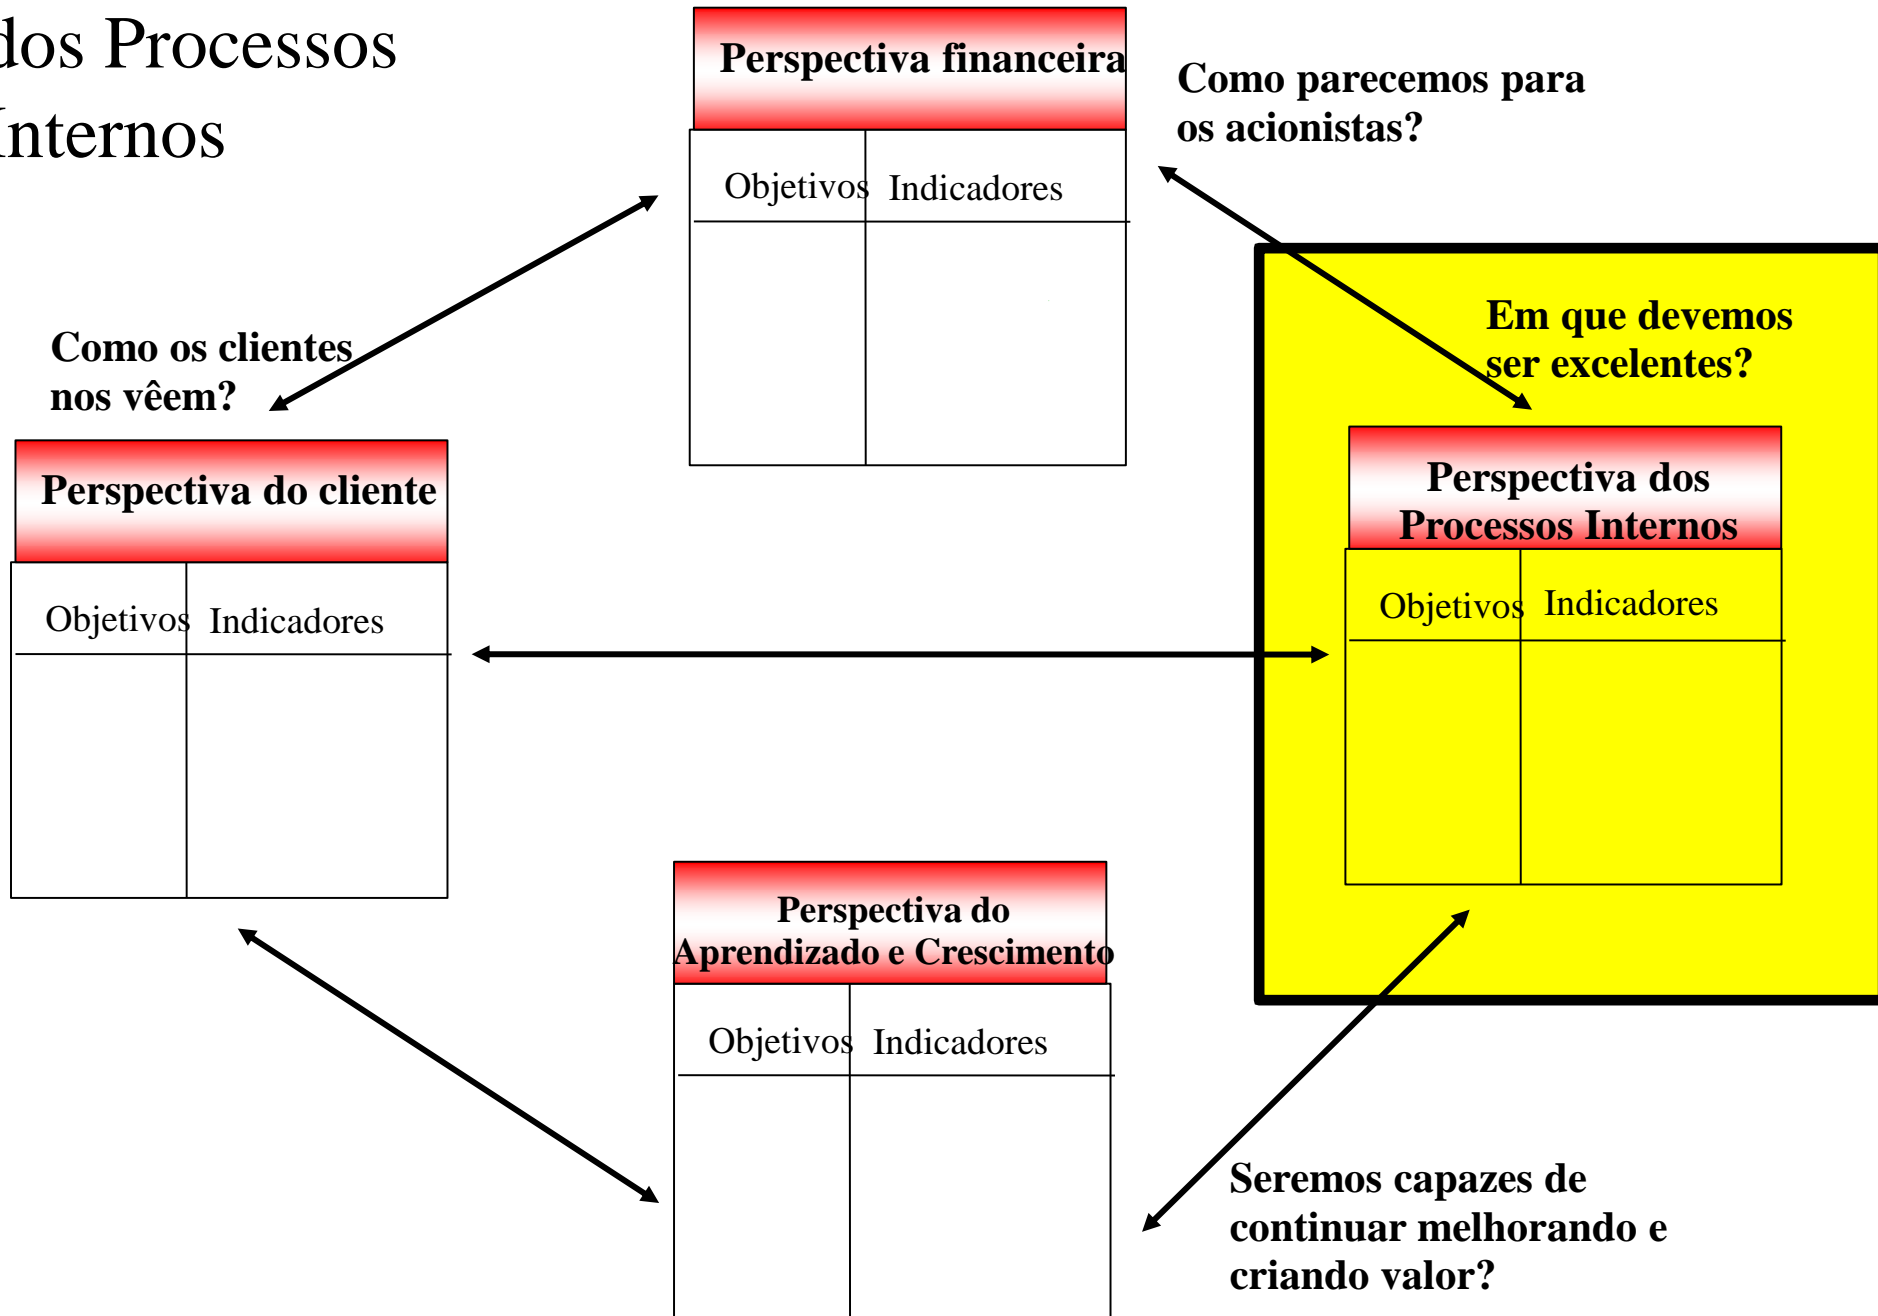 dos Processos
Internos
Perspectiva financeira
Como parecemos para
os acionistas?
Objetivos Indicadores
Como os clientes
nos vêem?
Em que devemos
ser excelentes?
Perspectiva do cliente
Objetivos Indicadores
Perspectiva dos
Processos Internos
Objetivos Indicadores
Perspectiva do
Aprendizado e Crescimento
Objetivos Indicadores
Seremos capazes de
continuar melhorando e
criando valor?